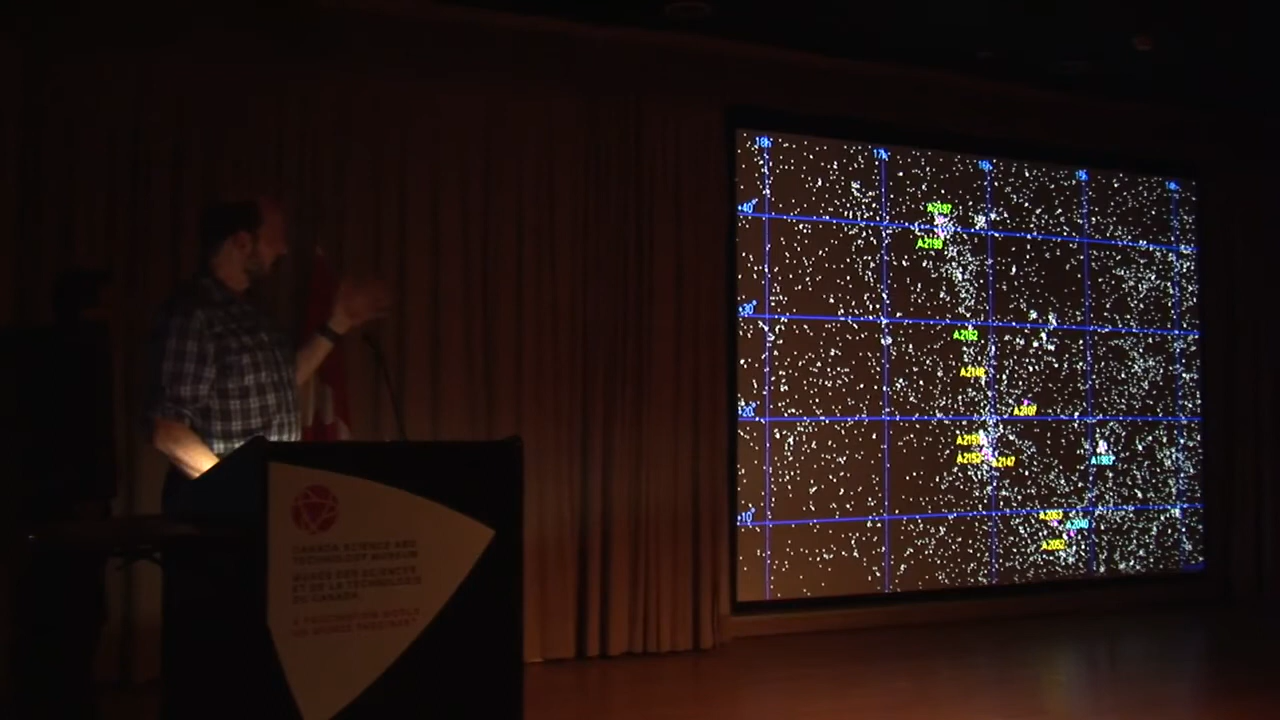 18h 17h 16h 15h 14h
+40°
A2197
A2199
+30°
A2162
A2148
A2107
+20°
A2151
A2152 A2147
A1983
+10°
A2063
A2040
A2052
CANADA SCIENCE AND
TECHNOLOGY MUSEUM
MUSÉE DES SCIENCES
ET DE LA TECHNOLOGIE
DU CANADA